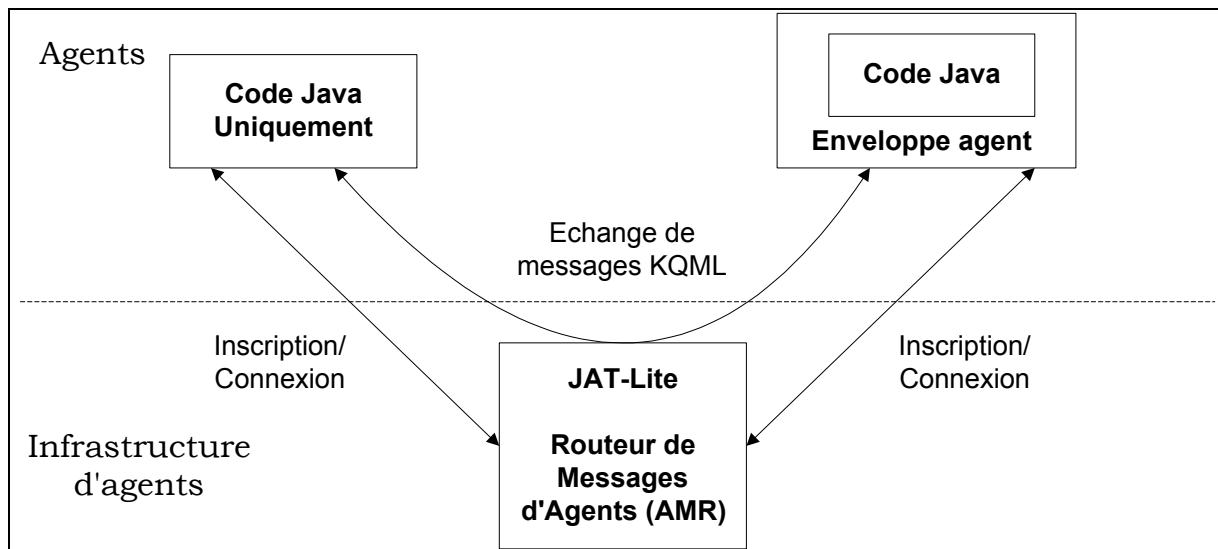 Agents
Code Java
Uniquement
Code Java
Enveloppe agent
Echange de
messages KQML
Inscription/
Connexion
Inscription/
Connexion
JAT-Lite
Routeur de
Messages
d'Agents (AMR)
Infrastructure
d'agents